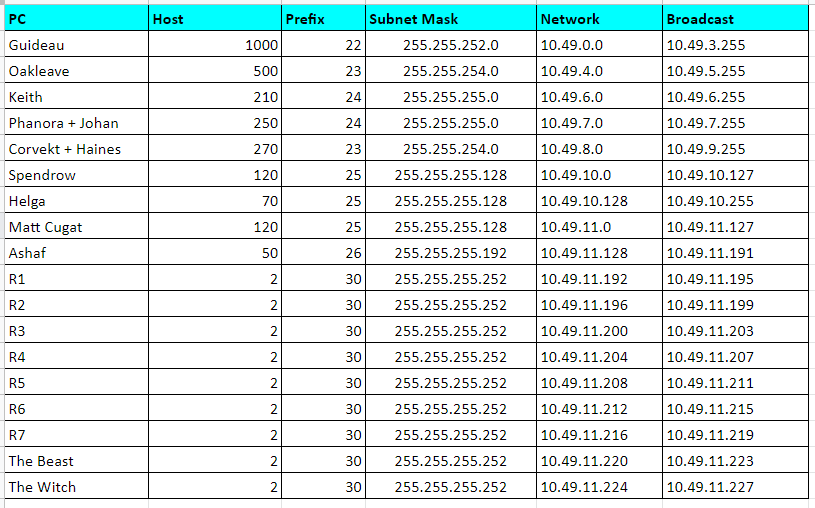 PC Host Prefix Subnet Mask Network Broadcast
Guideau 1000 22 255.255.252.0 10.49.0.0 10.49.3.255
Oakleave 500 23 255.255.254.0 10.49.4.0 10.49.5.255
Keith 210 24 255.255.255.0 10.49.6.0 10.49.6.255
Phanora + Johan 250 24 255.255.255.0 10.49.7.0 10.49.7.255
Corvekt + Haines 270 23 255.255.254.0 10.49.8.0 10.49.9.255
Spendrow 120 25 255.255.255.128 10.49.10.0 10.49.10.127
Helga 70 25 255.255.255.128 10.49.10.128 10.49.10.255
Matt Cugat 120 25 255.255.255.128 10.49.11.0 10.49.11.127
Ashaf 50 26 255.255.255.192 10.49.11.128 10.49.11.191
R1 2 30 255.255.255.252 10.49.11.192 10.49.11.195
R2 2 30 255.255.255.252 10.49.11.196 10.49.11.199
R3 2 30 255.255.255.252 10.49.11.200 10.49.11.203
R4 2 30 255.255.255.252 10.49.11.204 10.49.11.207
R5 2 30 255.255.255.252 10.49.11.208 10.49.11.211
R6 2 30 255.255.255.252 10.49.11.212 10.49.11.215
R7 2 30 255.255.255.252 10.49.11.216 10.49.11.219
The Beast 2 30 255.255.255.252 10.49.11.220 10.49.11.223
The Witch 2 30 255.255.255.252 10.49.11.224 10.49.11.227